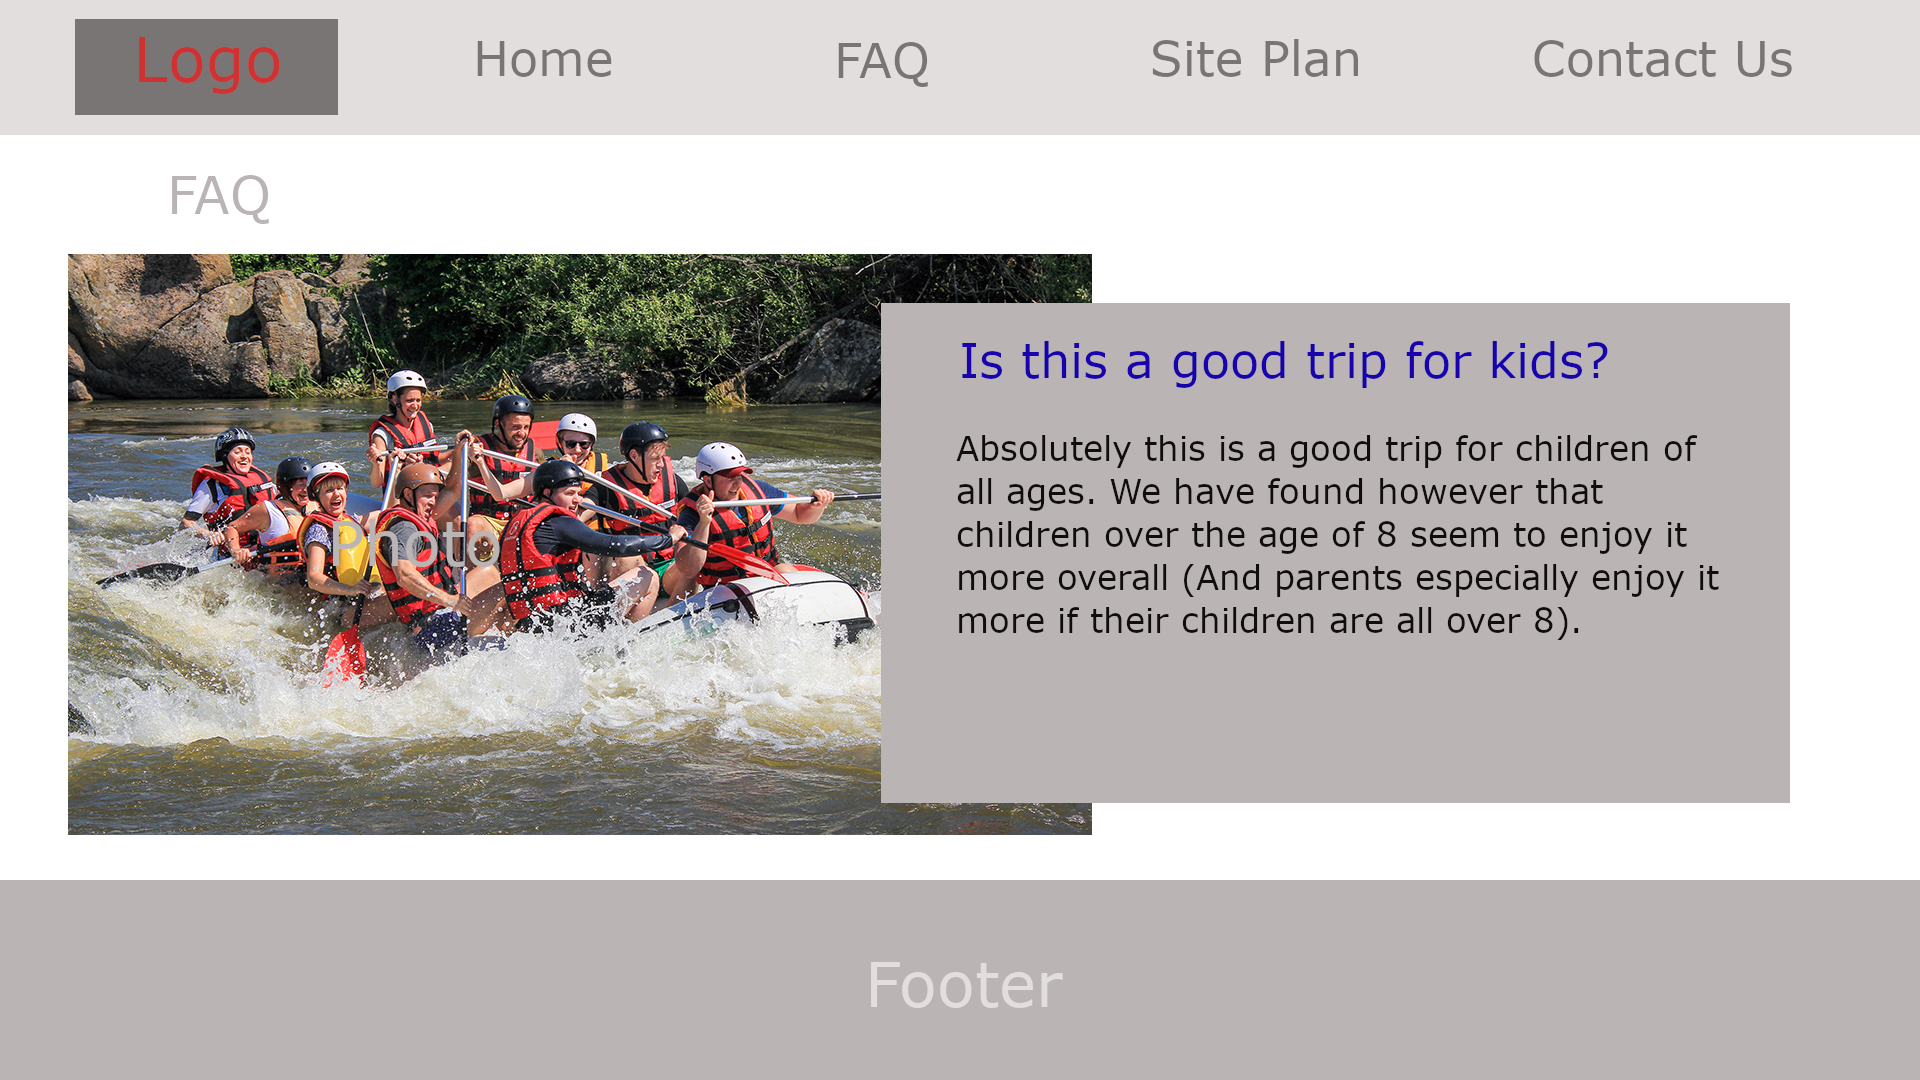 Logo
Home
FAQ
Site Plan
Contact Us
FAQ
Photo
Is this a good trip for kids?
Absolutely this is a good trip for children of
all ages. We have found however that
children over the age of 8 seem to enjoy it
more overall (And parents especially enjoy it
more if their children are all over 8).
Footer